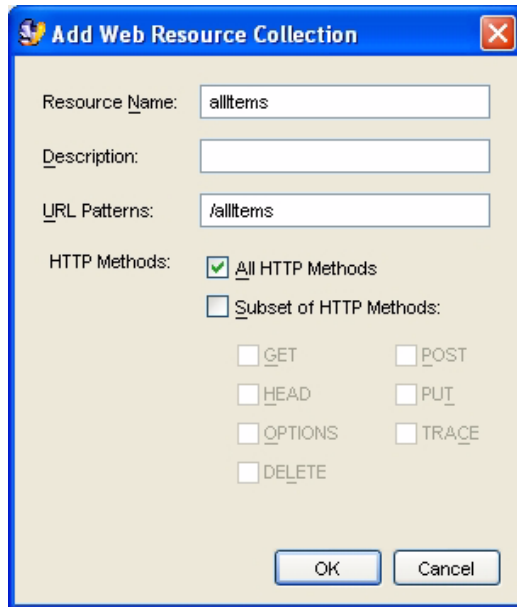 Add Web Resource Collection
Resource Name: allItems
Description:
URL Patterns: /allItems
HTTP Methods: All HTTP Methods
Subset of HTTP Methods:
GET POST
HEAD PUT
OPTIONS TRACE
DELETE
OK Cancel